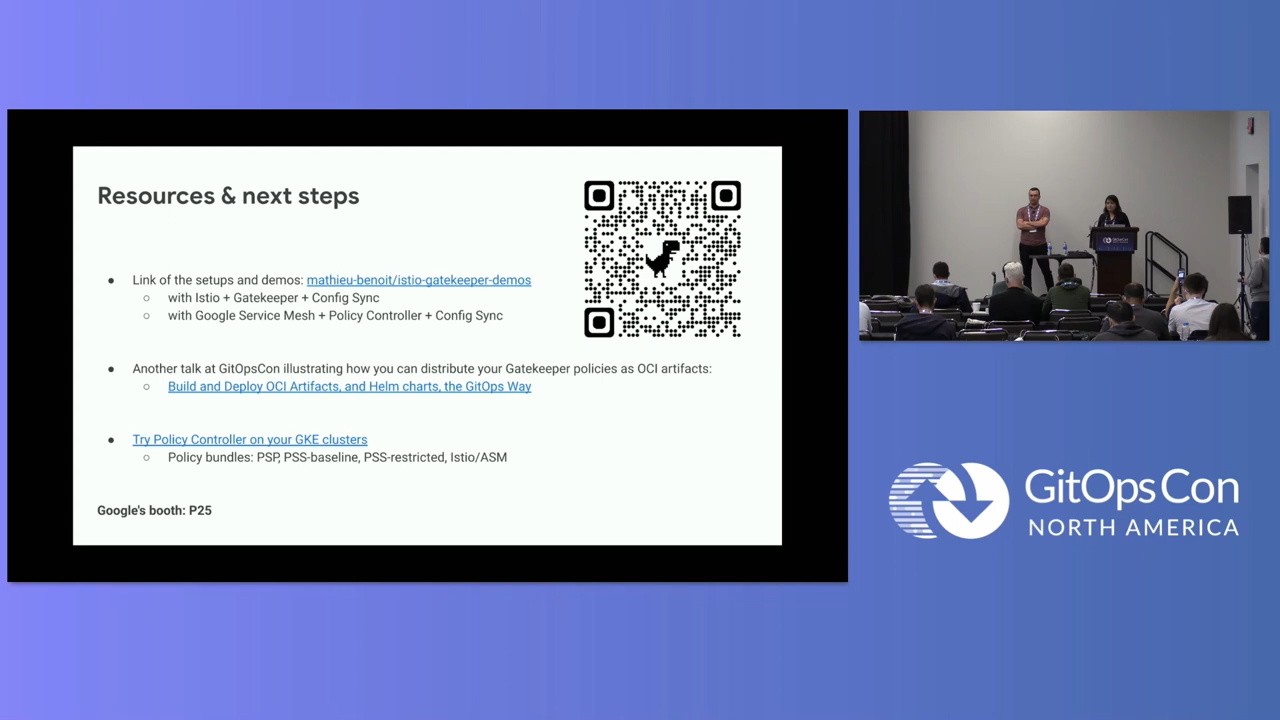 Resources & next steps
● Link of the setups and demos: mathieu-benoit/istio-gatekeeper-demos
○ with Istio + Gatekeeper + Config Sync
○ with Google Service Mesh + Policy Controller + Config Sync
● Another talk at GitOpsCon illustrating how you can distribute your Gatekeeper policies as OCI artifacts:
○ Build and Deploy OCI Artifacts, and Helm charts, the GitOps Way
● Try Policy Controller on your GKE clusters
○ Policy bundles: PSP, PSS-baseline, PSS-restricted, Istio/ASM
Google's booth: P25
GitOpsCon
GitOpsCon
NORTH AMERICA